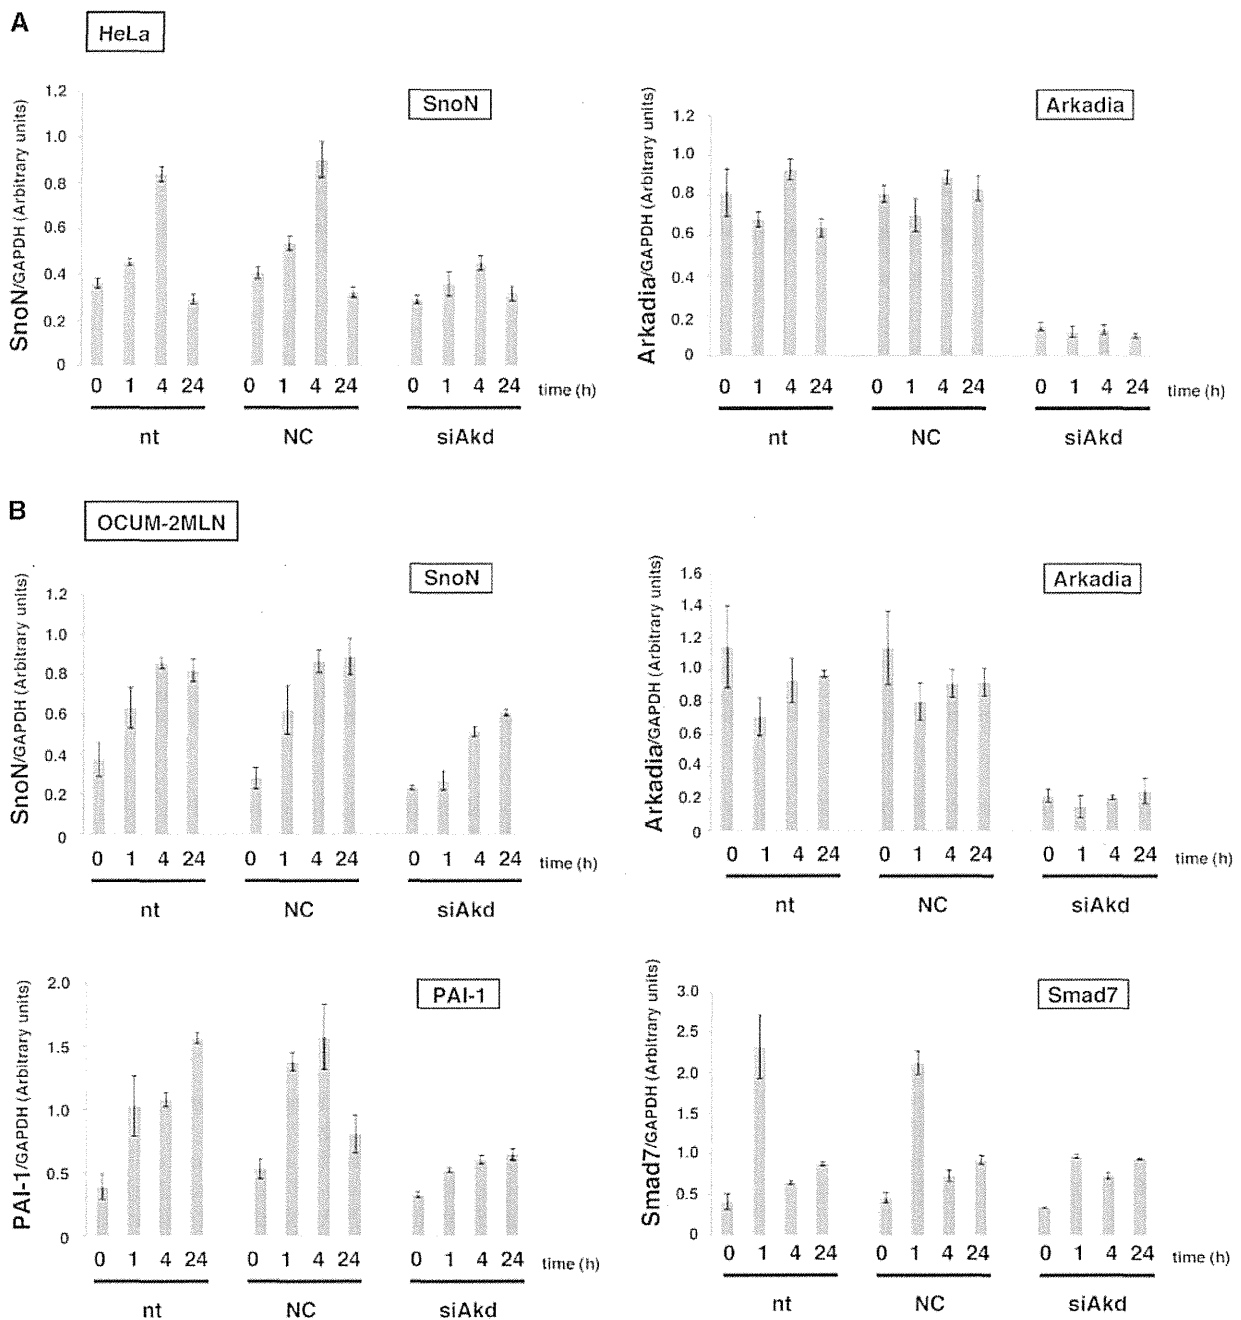 A
HeLa
SnoN/GAPDH (Arbitrary units)
1.2
1.0
0.8
0.6
0.4
0.2
0
SnoN
0 1 4 24 0 1 4 24 0 1 4 24 time (h)
nt NC siAkd
Arkadia/GAPDH (Arbitrary units)
1.2
1.0
0.8
0.6
0.4
0.2
0
Arkadia
0 1 4 24 0 1 4 24 0 1 4 24 time (h)
nt NC siAkd
B
OCUM-2MLN
SnoN/GAPDH (Arbitrary units)
1.2
1.0
0.8
0.6
0.4
0.2
0
SnoN
0 1 4 24 0 1 4 24 0 1 4 24 time (h)
nt NC siAkd
Arkadia/GAPDH (Arbitrary units)
1.6
1.4
1.2
1.0
0.8
0.6
0.4
0.2
0
Arkadia
0 1 4 24 0 1 4 24 0 1 4 24 time (h)
nt NC siAkd
PAI-1/GAPDH (Arbitrary units)
2.0
1.5
1.0
0.5
0
PAI-1
0 1 4 24 0 1 4 24 0 1 4 24 time (h)
nt NC siAkd
Smad7/GAPDH (Arbitrary units)
3.0
2.5
2.0
1.5
1.0
0.5
0
Smad7
0 1 4 24 0 1 4 24 0 1 4 24 time (h)
nt NC siAkd